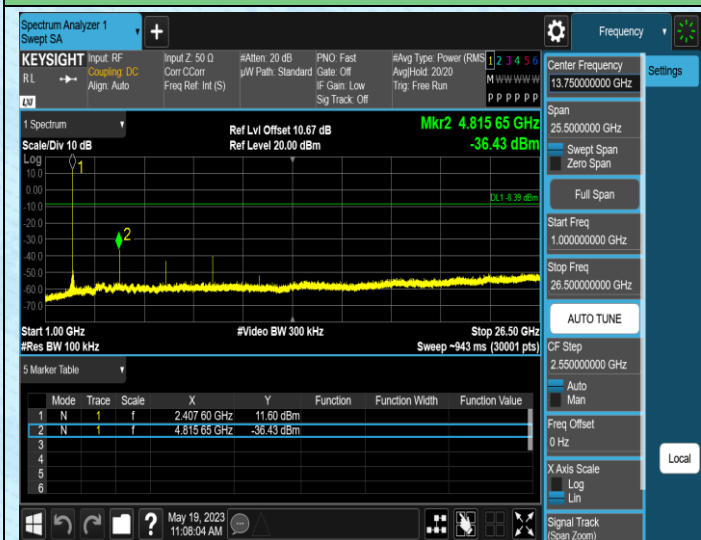 Spectrum Analyzer 1
Swept SA
Frequency
KEYSIGHT
RL
LXI
Input: RF
Coupling: DC
Align: Auto
Input Z: 50 Ω
Corr CCorr
Freq Ref: Int (S)
#Atten: 20 dB
µW Path: Standard
PNO: Fast
Gate: Off
IF Gain: Low
Sig Track: Off
#Avg Type: Power (RMS
Avg|Hold: 20/20
Trig: Free Run
1 2 3 4 5 6
M W W W W W
P P P P P P
1 Spectrum
Scale/Div 10 dB
Ref Lvl Offset 10.67 dB
Ref Level 20.00 dBm
Mkr2 4.815 65 GHz
-36.43 dBm
Log
10.0
0.00
-10.0
-20.0
-30.0
-40.0
-50.0
-60.0
-70.0
1
2
DL1 -8.39 dBm
Start 1.00 GHz
#Res BW 100 kHz
#Video BW 300 kHz
Stop 26.50 GHz
Sweep ~943 ms (30001 pts)
5 Marker Table
Mode Trace Scale X Y Function Function Width Function Value
1 N 1 f 2.407 60 GHz 11.60 dBm
2 N 1 f 4.815 65 GHz -36.43 dBm
3
4
5
6
May 19, 2023
11:08:04 AM
Center Frequency
13.750000000 GHz
Span
25.5000000 GHz
Swept Span
Zero Span
Full Span
Start Freq
1.000000000 GHz
Stop Freq
26.500000000 GHz
AUTO TUNE
CF Step
2.550000000 GHz
Auto
Man
Freq Offset
0 Hz
X Axis Scale
Log
Lin
Signal Track
(Span Zoom)
Settings
Local